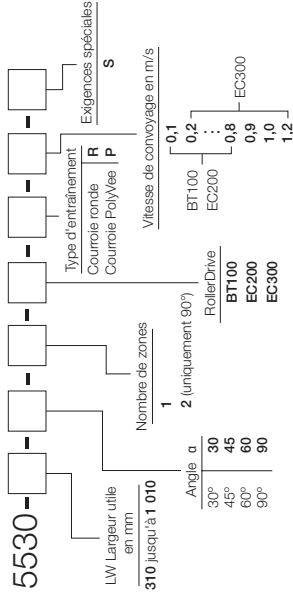 5530
LW Largeur utile
en mm
310 jusqu'à 1 010
Angle α
30° 30
45° 45
60° 60
90° 90
Nombre de zones
1
2 (uniquement 90°)
RollerDrive
BT100
EC200
EC300
Type d'entraînement
Courroie ronde R
Courroie PolyVee P
Vitesse de convoyage en m/s
0,1
0,2
: :
0,8
0,9
1,0
1,2
BT100
EC200
EC300
Exigences spéciales
S